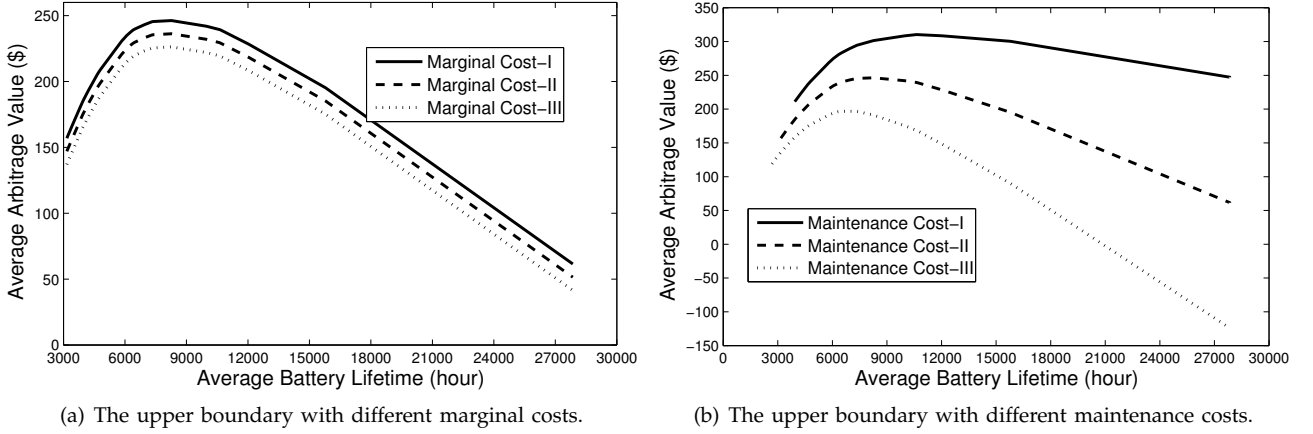 250
200
150
100
50
0
Average Arbitrage Value ($)
Marginal Cost-I
Marginal Cost-II
Marginal Cost-III
3000 6000 9000 12000 15000 18000 21000 24000 27000 30000
Average Battery Lifetime (hour)
(a) The upper boundary with different marginal costs.
350
300
250
200
150
100
50
0
−50
−100
−150
Average Arbitrage Value ($)
Maintenance Cost-I
Maintenance Cost-II
Maintenance Cost-III
0 3000 6000 9000 12000 15000 18000 21000 24000 27000 30000
Average Battery Lifetime (hour)
(b) The upper boundary with different maintenance costs.